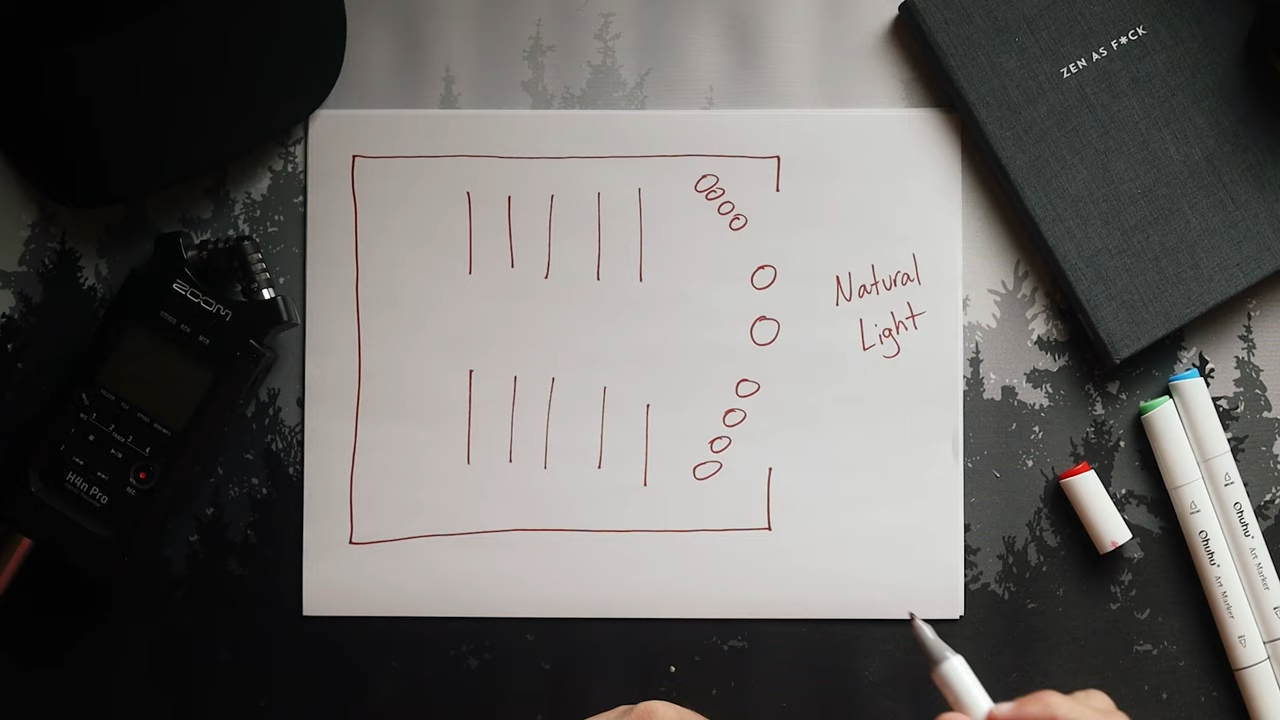 ZEN AS F*CK
Natural
Light
zoom
H4n Pro
Ohuhu
Art Marker
Ohuhu
Art Marker